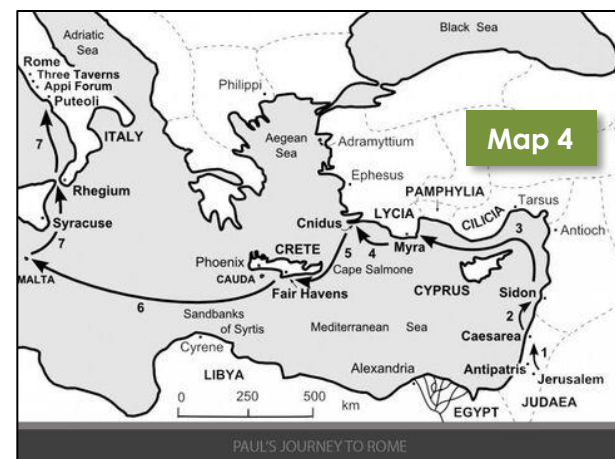 Black Sea
Adriatic
Sea
Rome
Three Taverns
Appi Forum
Puteoli
Philippi
7
ITALY
Aegean
Sea
Adramyttium
Map 4
Rhegium
Ephesus
PAMPHYLIA
Tarsus
LYCIA
CILICIA
Syracuse
Cnidus
3
Antioch
7
5
4
Myra
CRETE
Phoenix
Cape Salmone
MALTA
CAUDA
Fair Havens
CYPRUS
Sidon
6
2
Sandbanks
of Syrtis
Mediterranean Sea
Caesarea
Cyrene
1
Antipatris
Alexandria
Jerusalem
LIBYA
JUDAEA
EGYPT
0 250 500
km
PAUL'S JOURNEY TO ROME